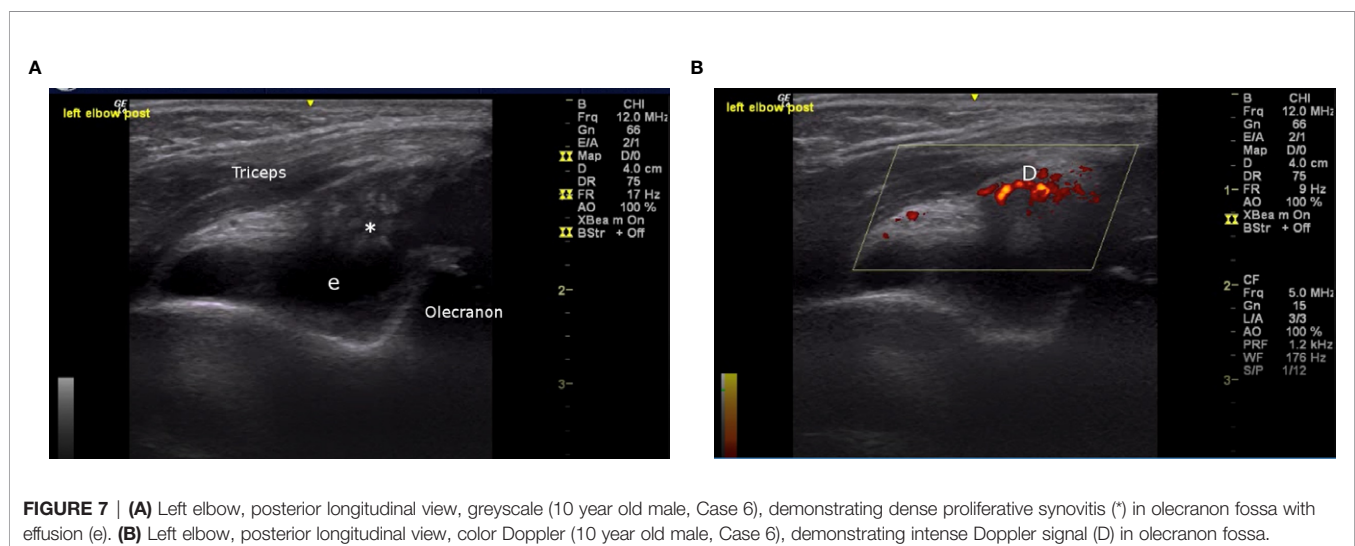 A
B
GE
left elbow post
Triceps
*
e
Olecranon
B CHI
Frq 12.0 MHz
Gn 66
E/A 2/1
Map D/0
D 4.0 cm
DR 75
FR 17 Hz
AO 100 %
XBeam On
BStr + Off
2
3
GE
left elbow post
D
B CHI
Frq 12.0 MHz
Gn 66
E/A 2/1
Map D/0
D 4.0 cm
DR 75
FR 9 Hz
AO 100 %
XBeam On
BStr + Off
CF
Frq 5.0 MHz
Gn 15
L/A 3/3
AO 100 %
PRF 1.2 kHz
WF 176 Hz
S/P 1/12
1
2
3
FIGURE 7 | (A) Left elbow, posterior longitudinal view, greyscale (10 year old male, Case 6), demonstrating dense proliferative synovitis (*) in olecranon fossa with
effusion (e). (B) Left elbow, posterior longitudinal view, color Doppler (10 year old male, Case 6), demonstrating intense Doppler signal (D) in olecranon fossa.